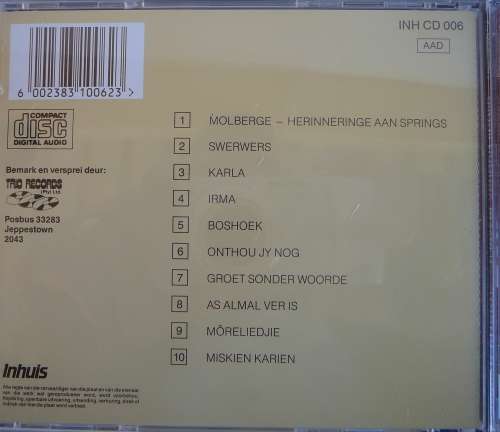 INH CD 006
AAD
6 002383 100623 >
COMPACT
disc
DIGITAL AUDIO
Bemark en versprei deur:
TRIO RECORDS
(Pty) Ltd
Posbus 33283
Jeppestown
2043
1 MOLBERGE – HERINNERINGE AAN SPRINGS
2 SWERWERS
3 KARLA
4 IRMA
5 BOSHOEK
6 ONTHOU JY NOG
7 GROET SONDER WOORDE
8 AS ALMAL VER IS
9 MÔRELIEDJIE
10 MISKIEN KARIEN
Inhuis